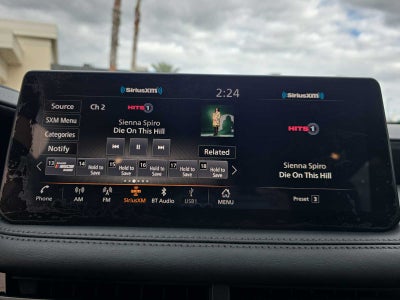 SiriusXM
2:24
SiriusXM
Source
Ch 2
HITS 1
SXM Menu
Categories
Notify
Sienna Spiro
Die On This Hill
Related
HITS 1
Sienna Spiro
Die On This Hill
13
14 Hold to Save
15 Hold to Save
16 Hold to Save
17 Hold to Save
18 Hold to Save
Phone
AM
FM
SiriusXM
BT Audio
USB1
MENU
Preset 3